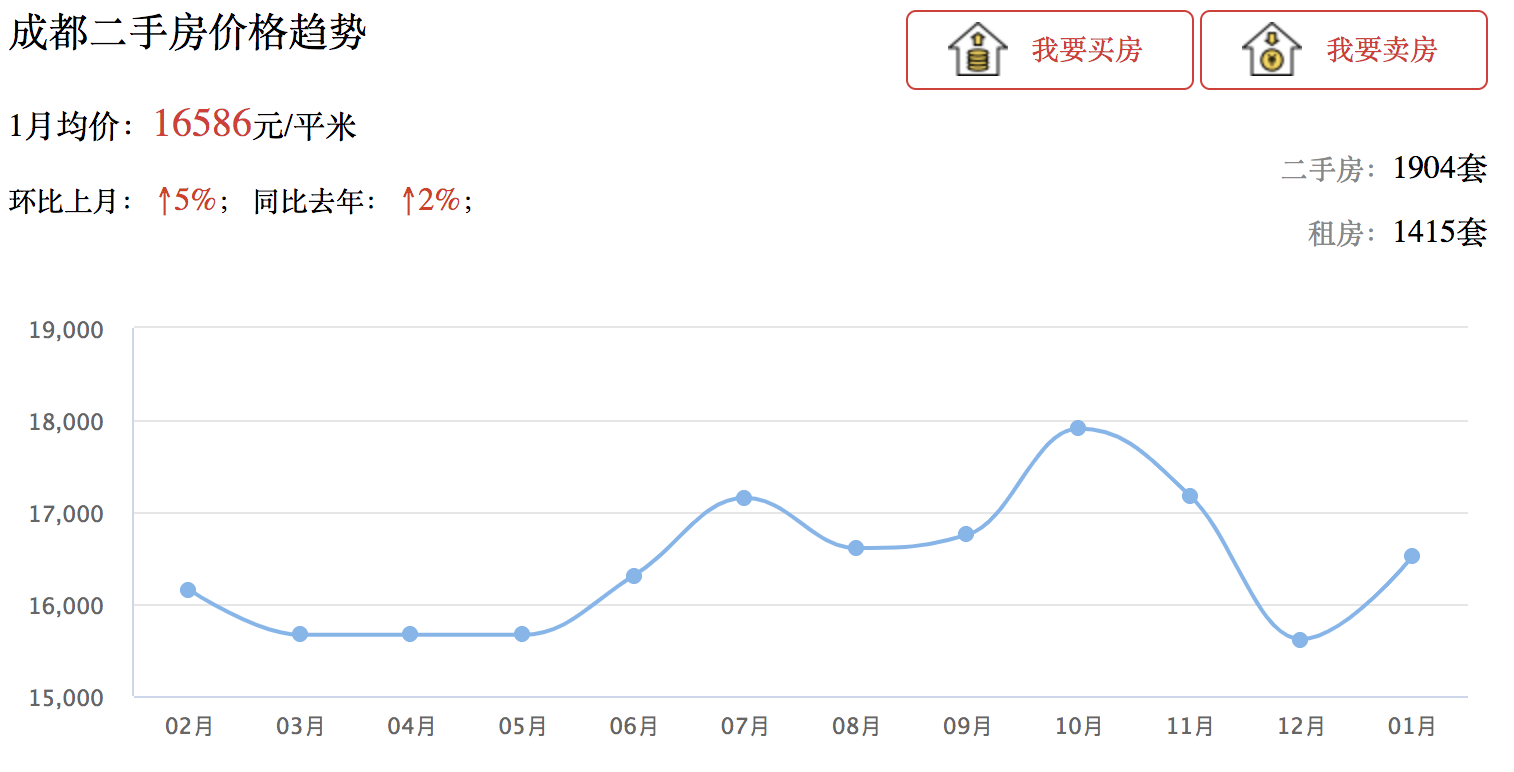 成都二手房价格趋势
我要买房
我要卖房
1月均价：16586元/平米
环比上月：↑5%； 同比去年：↑2%；
二手房：1904套
租房：1415套
19,000
18,000
17,000
16,000
15,000
02月 03月 04月 05月 06月 07月 08月 09月 10月 11月 12月 01月